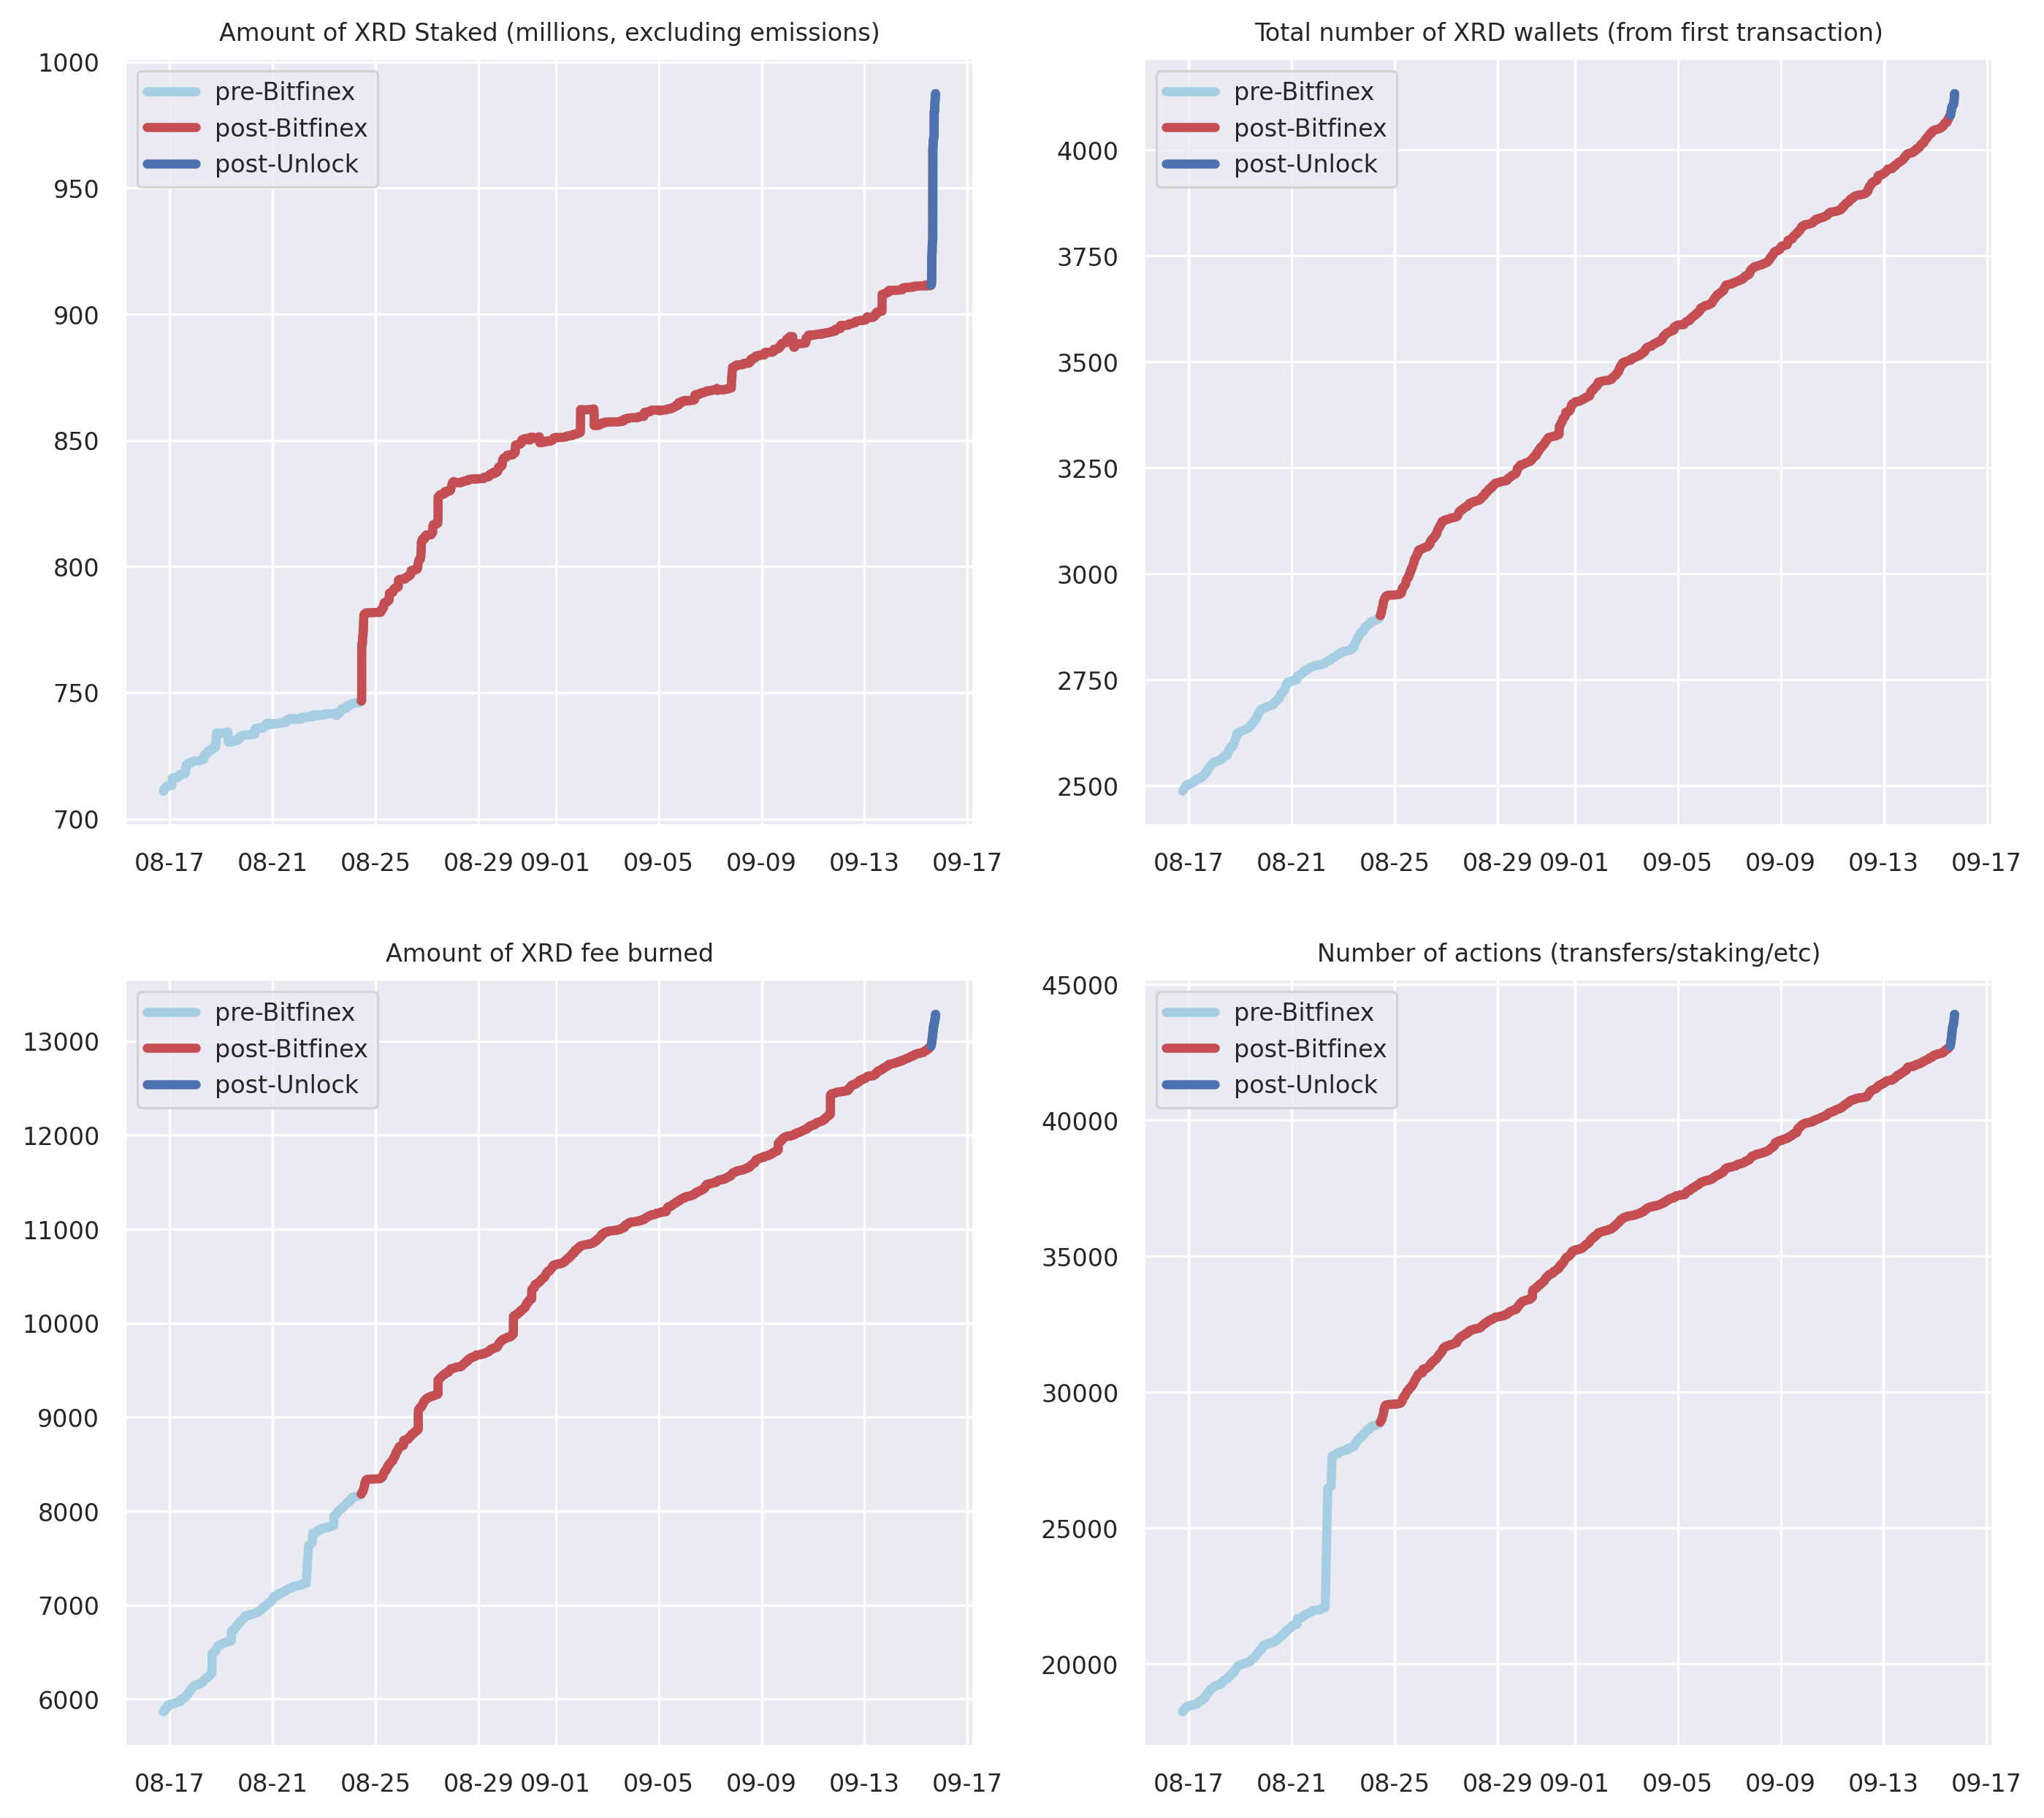 Amount of XRD Staked (millions, excluding emissions)
1000
950
900
850
800
750
700
pre-Bitfinex
post-Bitfinex
post-Unlock
08-17 08-21 08-25 08-29 09-01 09-05 09-09 09-13 09-17
Total number of XRD wallets (from first transaction)
4000
3750
3500
3250
3000
2750
2500
pre-Bitfinex
post-Bitfinex
post-Unlock
08-17 08-21 08-25 08-29 09-01 09-05 09-09 09-13 09-17
Amount of XRD fee burned
13000
12000
11000
10000
9000
8000
7000
6000
pre-Bitfinex
post-Bitfinex
post-Unlock
08-17 08-21 08-25 08-29 09-01 09-05 09-09 09-13 09-17
Number of actions (transfers/staking/etc)
45000
40000
35000
30000
25000
20000
pre-Bitfinex
post-Bitfinex
post-Unlock
08-17 08-21 08-25 08-29 09-01 09-05 09-09 09-13 09-17